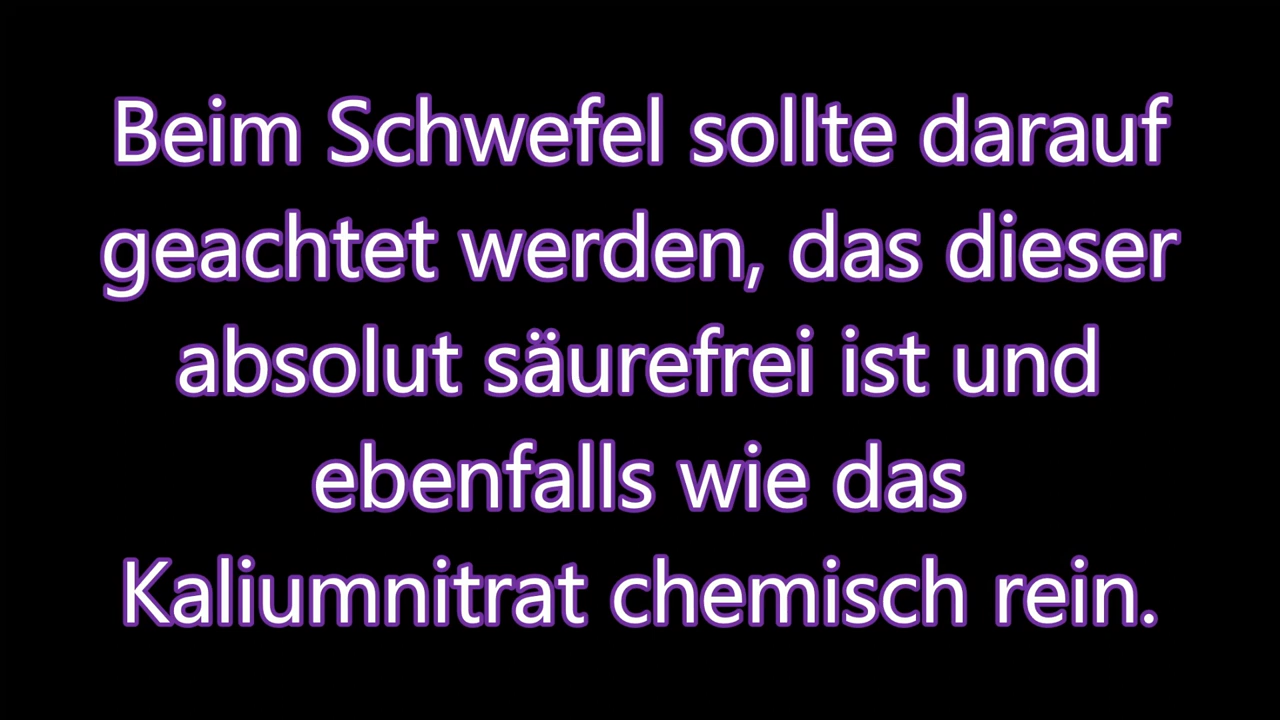 Beim Schwefel sollte darauf
geachtet werden, das dieser
absolut säurefrei ist und
ebenfalls wie das
Kaliumnitrat chemisch rein.